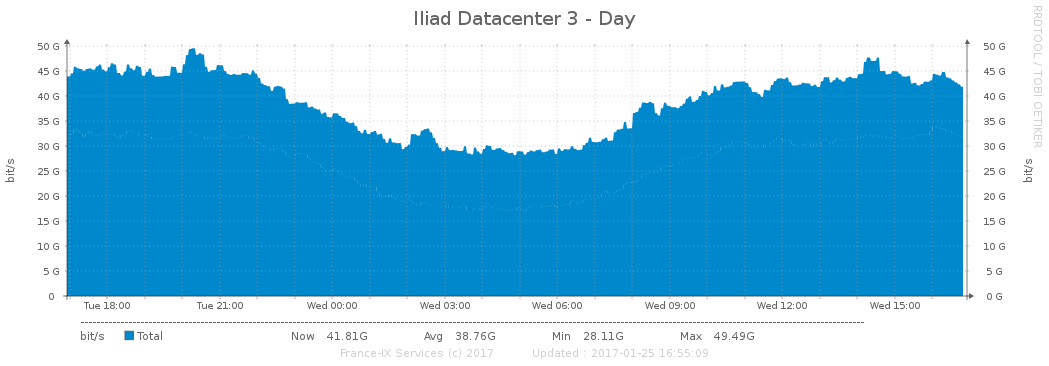 Iliad Datacenter 3 - Day
RRDTOOL / TOBI OETIKER
bit/s
50 G
45 G
40 G
35 G
30 G
25 G
20 G
15 G
10 G
5 G
0
50 G
45 G
40 G
35 G
30 G
25 G
20 G
15 G
10 G
5 G
0 G
bit/s
Tue 18:00 Tue 21:00 Wed 00:00 Wed 03:00 Wed 06:00 Wed 09:00 Wed 12:00 Wed 15:00
bit/s Total Now 41.81G Avg 38.76G Min 28.11G Max 49.49G
France-IX Services (c) 2017 Updated : 2017-01-25 16:55:09